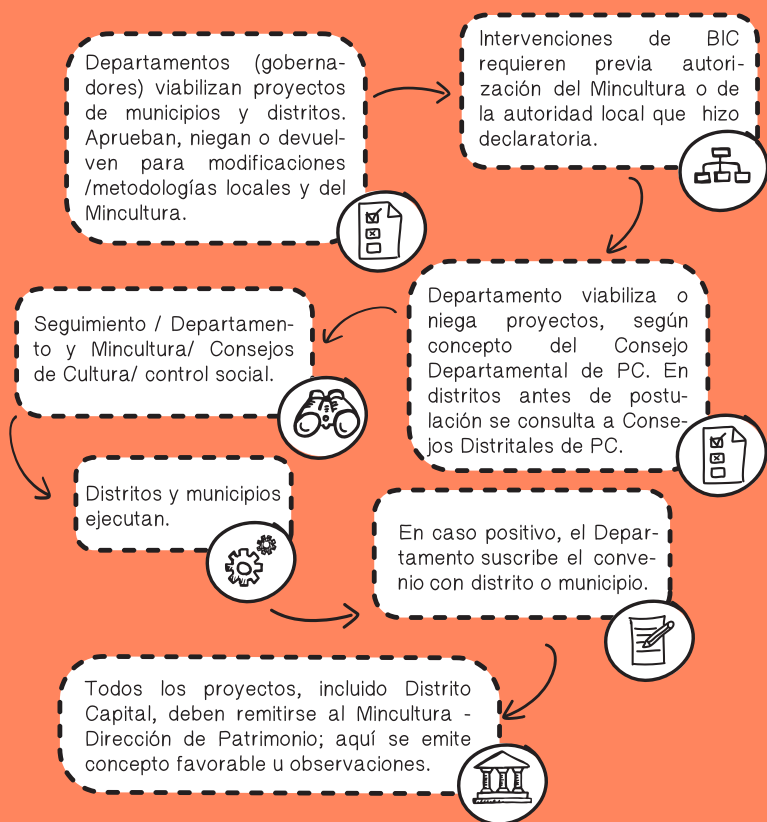 Departamentos (goberna-
dores) viabilizan proyectos
de municipios y distritos.
Aprueban, niegan o devuel-
ven para modificaciones
/metodologías locales y del
Mincultura.
Intervenciones de BIC
requieren previa autori-
zación del Mincultura o de
la autoridad local que hizo
declaratoria.
Departamento viabiliza o
niega proyectos, según
concepto del Consejo
Departamental de PC. En
distritos antes de postu-
lación se consulta a Conse-
jos Distritales de PC.
Seguimiento / Departamen-
to y Mincultura/ Consejos
de Cultura/ control social.
Distritos y municipios
ejecutan.
En caso positivo, el Depar-
tamento suscribe el conve-
nio con distrito o municipio.
Todos los proyectos, incluido Distrito
Capital, deben remitirse al Mincultura -
Dirección de Patrimonio; aquí se emite
concepto favorable u observaciones.